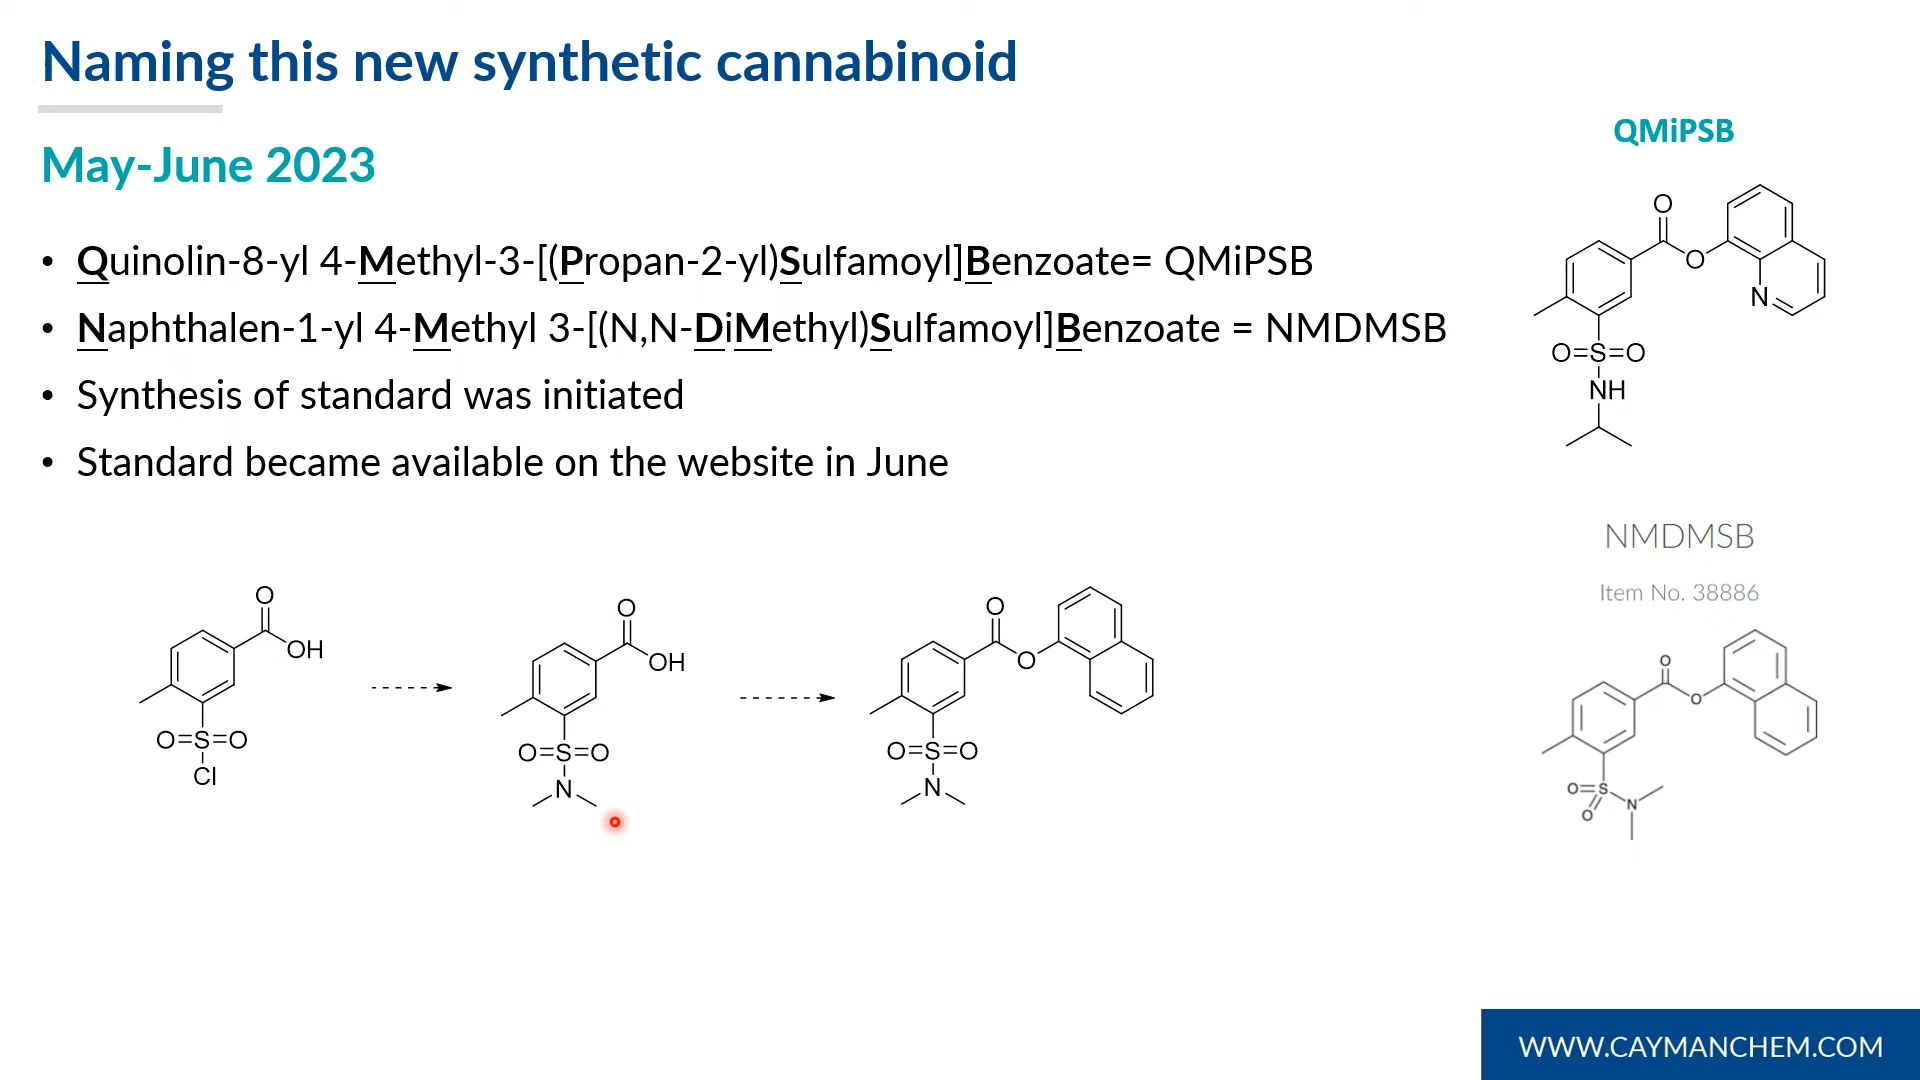 Naming this new synthetic cannabinoid
May-June 2023
• Quinolin-8-yl 4-Methyl-3-[(Propan-2-yl)Sulfamoyl]Benzoate= QMiPSB
• Naphthalen-1-yl 4-Methyl 3-[(N,N-DiMethyl)Sulfamoyl]Benzoate = NMDMSB
• Synthesis of standard was initiated
• Standard became available on the website in June
QMiPSB
O
O
N
O=S=O
NH
NMDMSB
Item No. 38886
O
O
O=S
N
O
O
OH
O=S=O
Cl
O
OH
O=S=O
N
O
O
O=S=O
N
WWW.CAYMANCHEM.COM